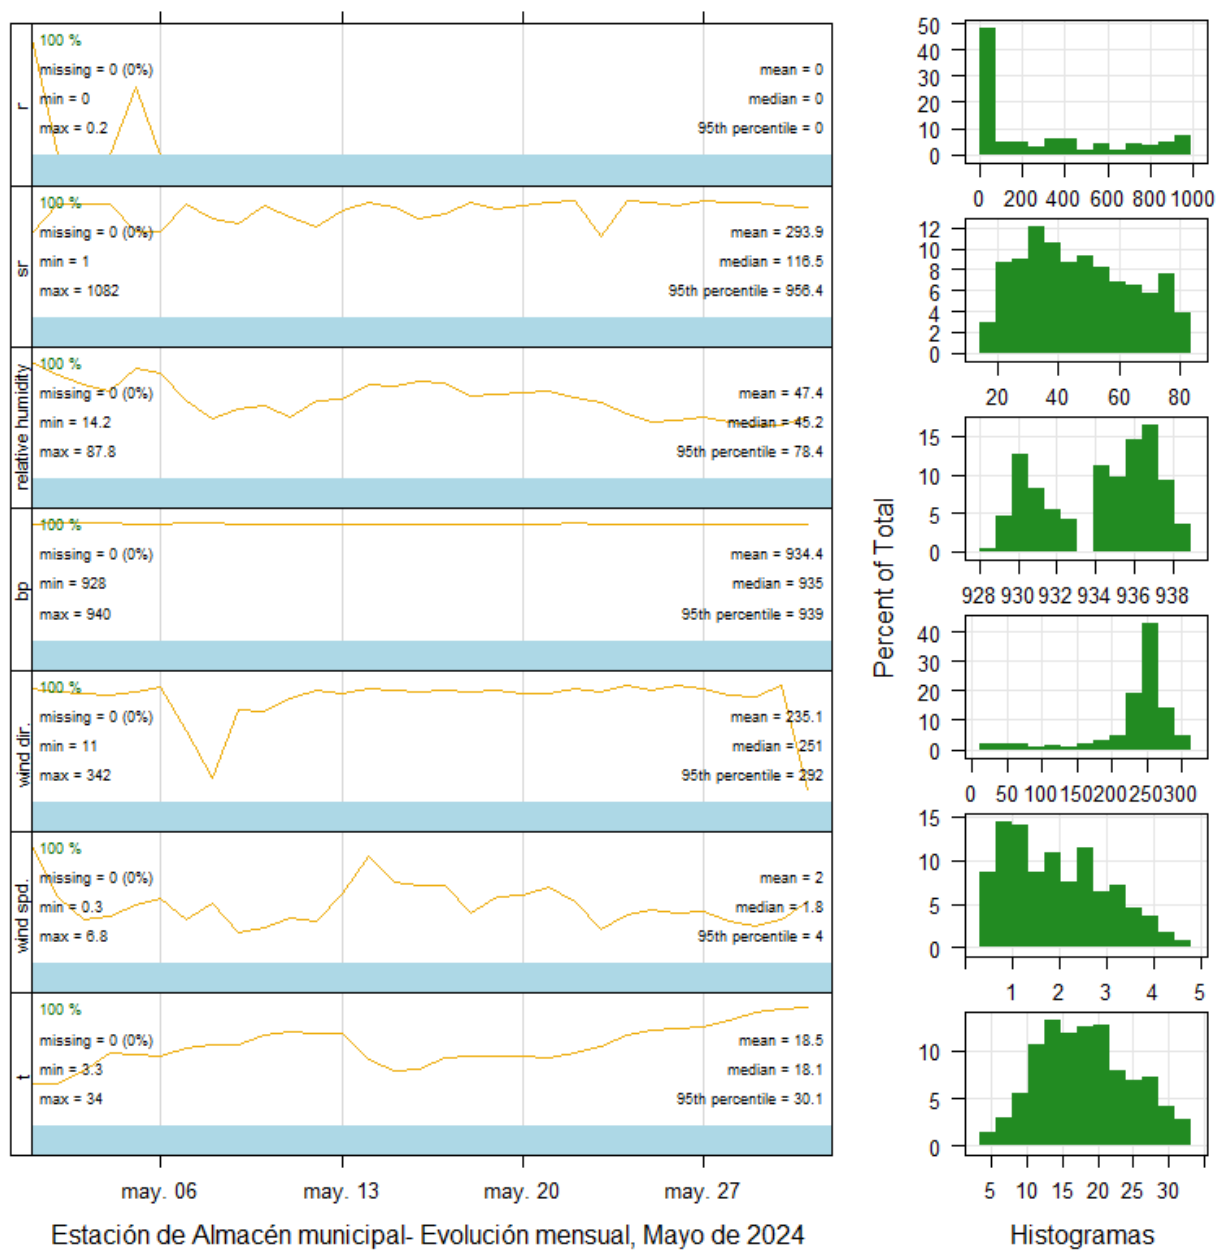 r
100 %
missing = 0 (0%)
min = 0
max = 0.2
mean = 0
median = 0
95th percentile = 0
sr
100 %
missing = 0 (0%)
min = 1
max = 1082
mean = 293.9
median = 116.5
95th percentile = 956.4
relative humidity
100 %
missing = 0 (0%)
min = 14.2
max = 87.8
mean = 47.4
median = 45.2
95th percentile = 78.4
bp
100 %
missing = 0 (0%)
min = 928
max = 940
mean = 934.4
median = 935
95th percentile = 939
wind dir.
100 %
missing = 0 (0%)
min = 11
max = 342
mean = 235.1
median = 251
95th percentile = 292
wind spd.
100 %
missing = 0 (0%)
min = 0.3
max = 6.8
mean = 2
median = 1.8
95th percentile = 4
t
100 %
missing = 0 (0%)
min = 3.3
max = 34
mean = 18.5
median = 18.1
95th percentile = 30.1
may. 06 may. 13 may. 20 may. 27
Estación de Almacén municipal- Evolución mensual, Mayo de 2024
Percent of Total
50
40
30
20
10
0
0 200 400 600 800 1000
12
10
8
6
4
2
0
20 40 60 80
15
10
5
0
928 930 932 934 936 938
40
30
20
10
0
0 50 100 150 200 250 300
15
10
5
0
1 2 3 4 5
10
5
0
5 10 15 20 25 30
Histogramas